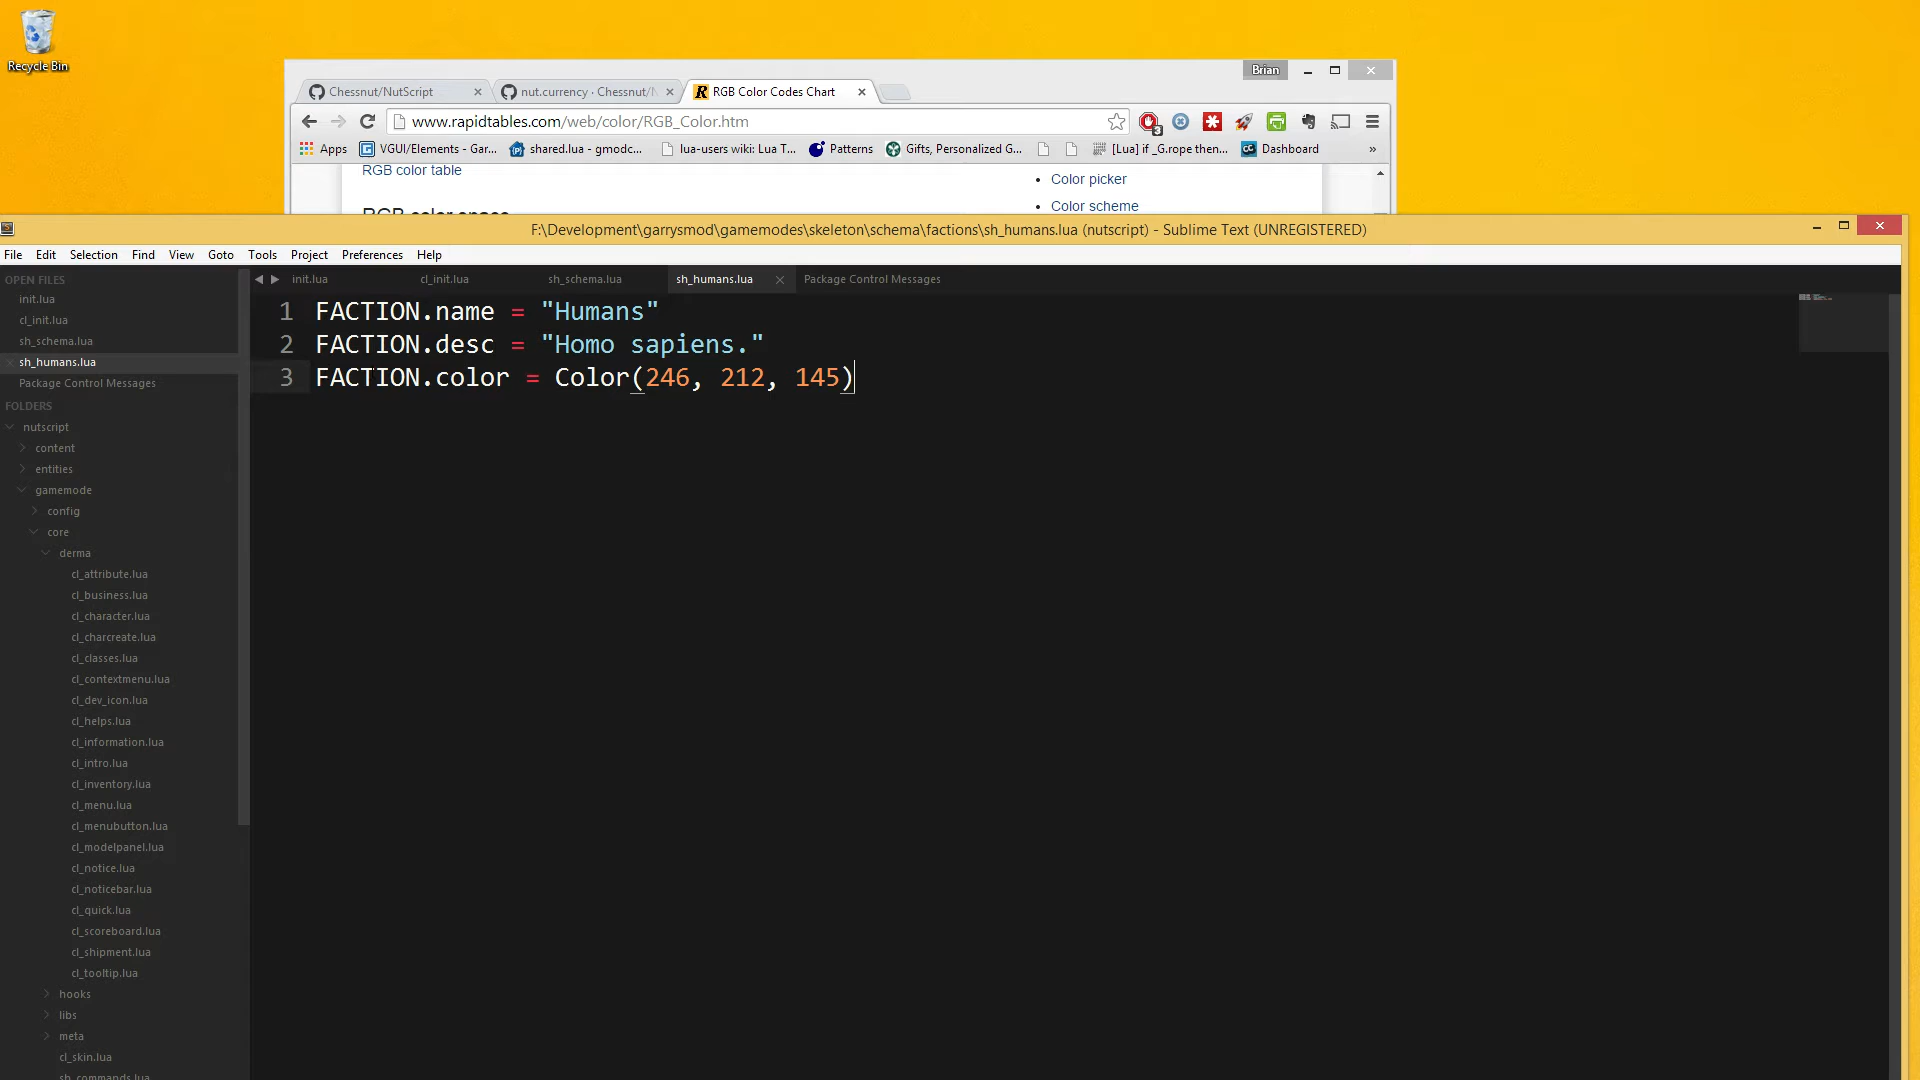 Recycle Bin
Brian
Chessnut/NutScript
nut.currency · Chessnut/N
RGB Color Codes Chart
www.rapidtables.com/web/color/RGB_Color.htm
3
Apps
VGUI/Elements - Gar...
shared.lua - gmodc...
lua-users wiki: Lua T...
Patterns
Gifts, Personalized G...
[Lua] if _G.rope then...
Dashboard
»
RGB color table
Color picker
RGB color space
Color scheme
F:\Development\garrysmod\gamemodes\skeleton\schema\factions\sh_humans.lua (nutscript) - Sublime Text (UNREGISTERED)
File Edit Selection Find View Goto Tools Project Preferences Help
OPEN FILES
init.lua
cl_init.lua
sh_schema.lua
sh_humans.lua
Package Control Messages
FOLDERS
nutscript
content
entities
gamemode
config
core
derma
cl_attribute.lua
cl_business.lua
cl_character.lua
cl_charcreate.lua
cl_classes.lua
cl_contextmenu.lua
cl_dev_icon.lua
cl_helps.lua
cl_information.lua
cl_intro.lua
cl_inventory.lua
cl_menu.lua
cl_menubutton.lua
cl_modelpanel.lua
cl_notice.lua
cl_noticebar.lua
cl_quick.lua
cl_scoreboard.lua
cl_shipment.lua
cl_tooltip.lua
hooks
libs
meta
cl_skin.lua
sh_commands.lua
init.lua
cl_init.lua
sh_schema.lua
sh_humans.lua
Package Control Messages
1 FACTION.name = "Humans"
2 FACTION.desc = "Homo sapiens."
3 FACTION.color = Color(246, 212, 145)